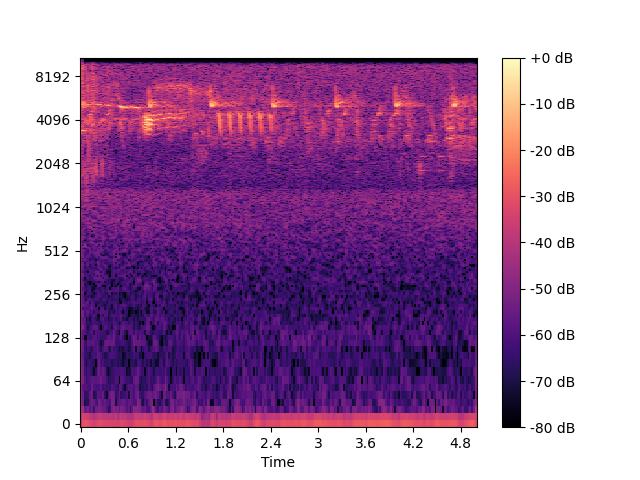 8192
4096
2048
1024
512
256
128
64
0
Hz
0 0.6 1.2 1.8 2.4 3 3.6 4.2 4.8
Time
+0 dB
-10 dB
-20 dB
-30 dB
-40 dB
-50 dB
-60 dB
-70 dB
-80 dB